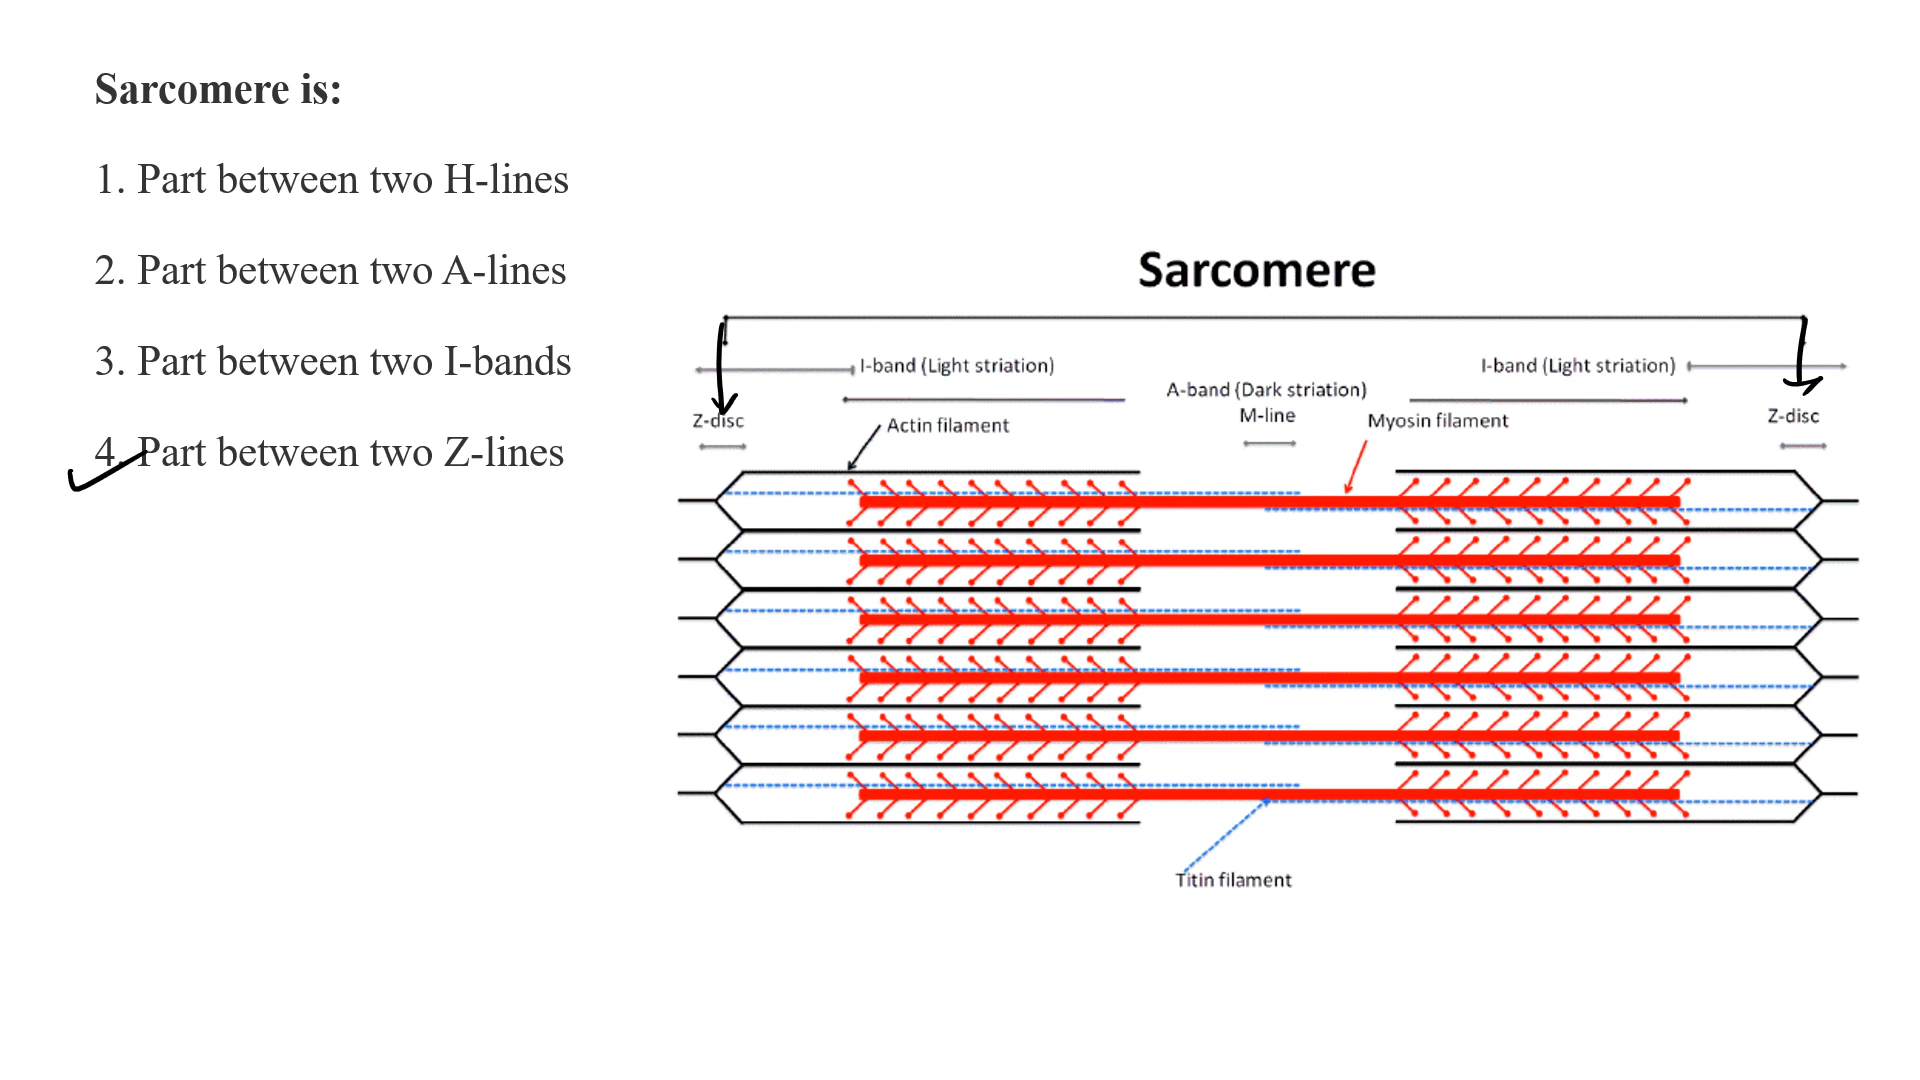 Sarcomere is:
1. Part between two H-lines
2. Part between two A-lines
3. Part between two I-bands
4. Part between two Z-lines
Sarcomere
I-band (Light striation)
I-band (Light striation)
A-band (Dark striation)
Z-disc
Actin filament
M-line
Myosin filament
Z-disc
Titin filament